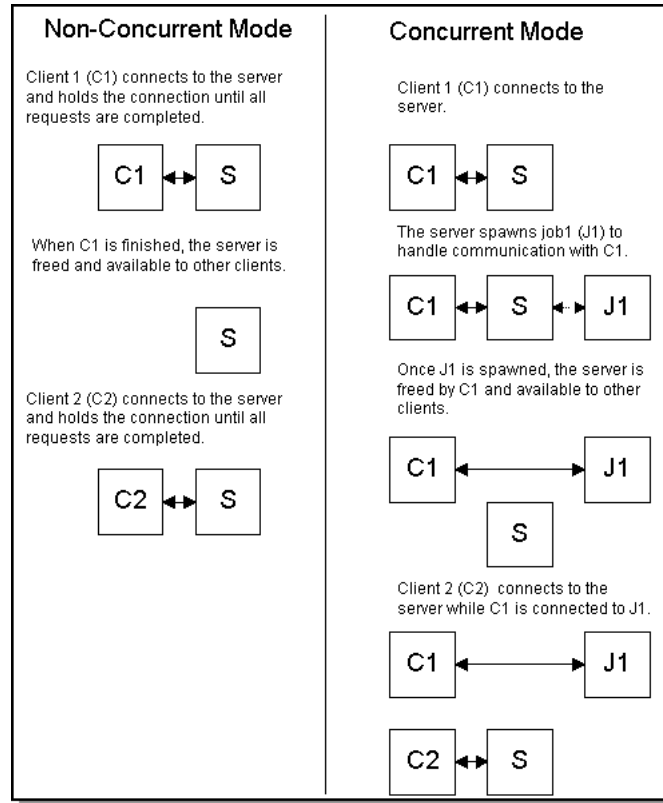 Non-Concurrent Mode
Client 1 (C1) connects to the server
and holds the connection until all
requests are completed.
C1 S
When C1 is finished, the server is
freed and available to other clients.
S
Client 2 (C2) connects to the server
and holds the connection until all
requests are completed.
C2 S
Concurrent Mode
Client 1 (C1) connects to the
server.
C1 S
The server spawns job1 (J1) to
handle communication with C1.
C1 S J1
Once J1 is spawned, the server is
freed by C1 and available to other
clients.
C1 J1
S
Client 2 (C2) connects to the
server while C1 is connected to J1.
C1 J1
C2 S